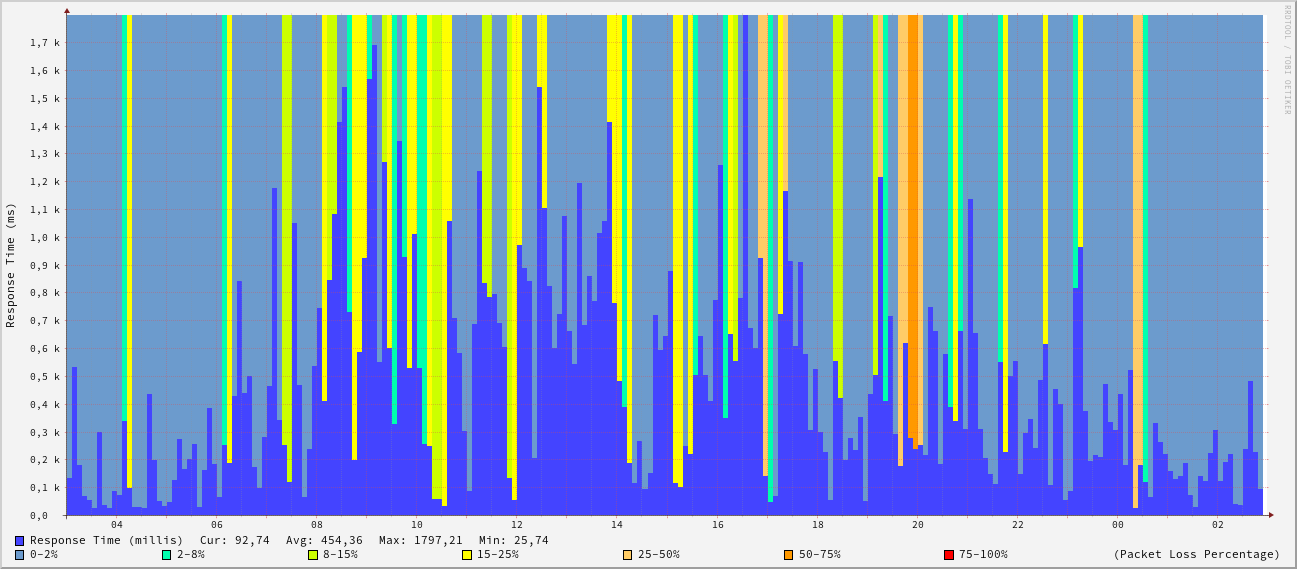 RRDTOOL / TOBI OETIKER
Response Time (ms)
1,7 k
1,6 k
1,5 k
1,4 k
1,3 k
1,2 k
1,1 k
1,0 k
0,9 k
0,8 k
0,7 k
0,6 k
0,5 k
0,4 k
0,3 k
0,2 k
0,1 k
0,0
04 06 08 10 12 14 16 18 20 22 00 02
Response Time (millis) Cur: 92,74 Avg: 454,36 Max: 1797,21 Min: 25,74
0-2% 2-8% 8-15% 15-25% 25-50% 50-75% 75-100% (Packet Loss Percentage)